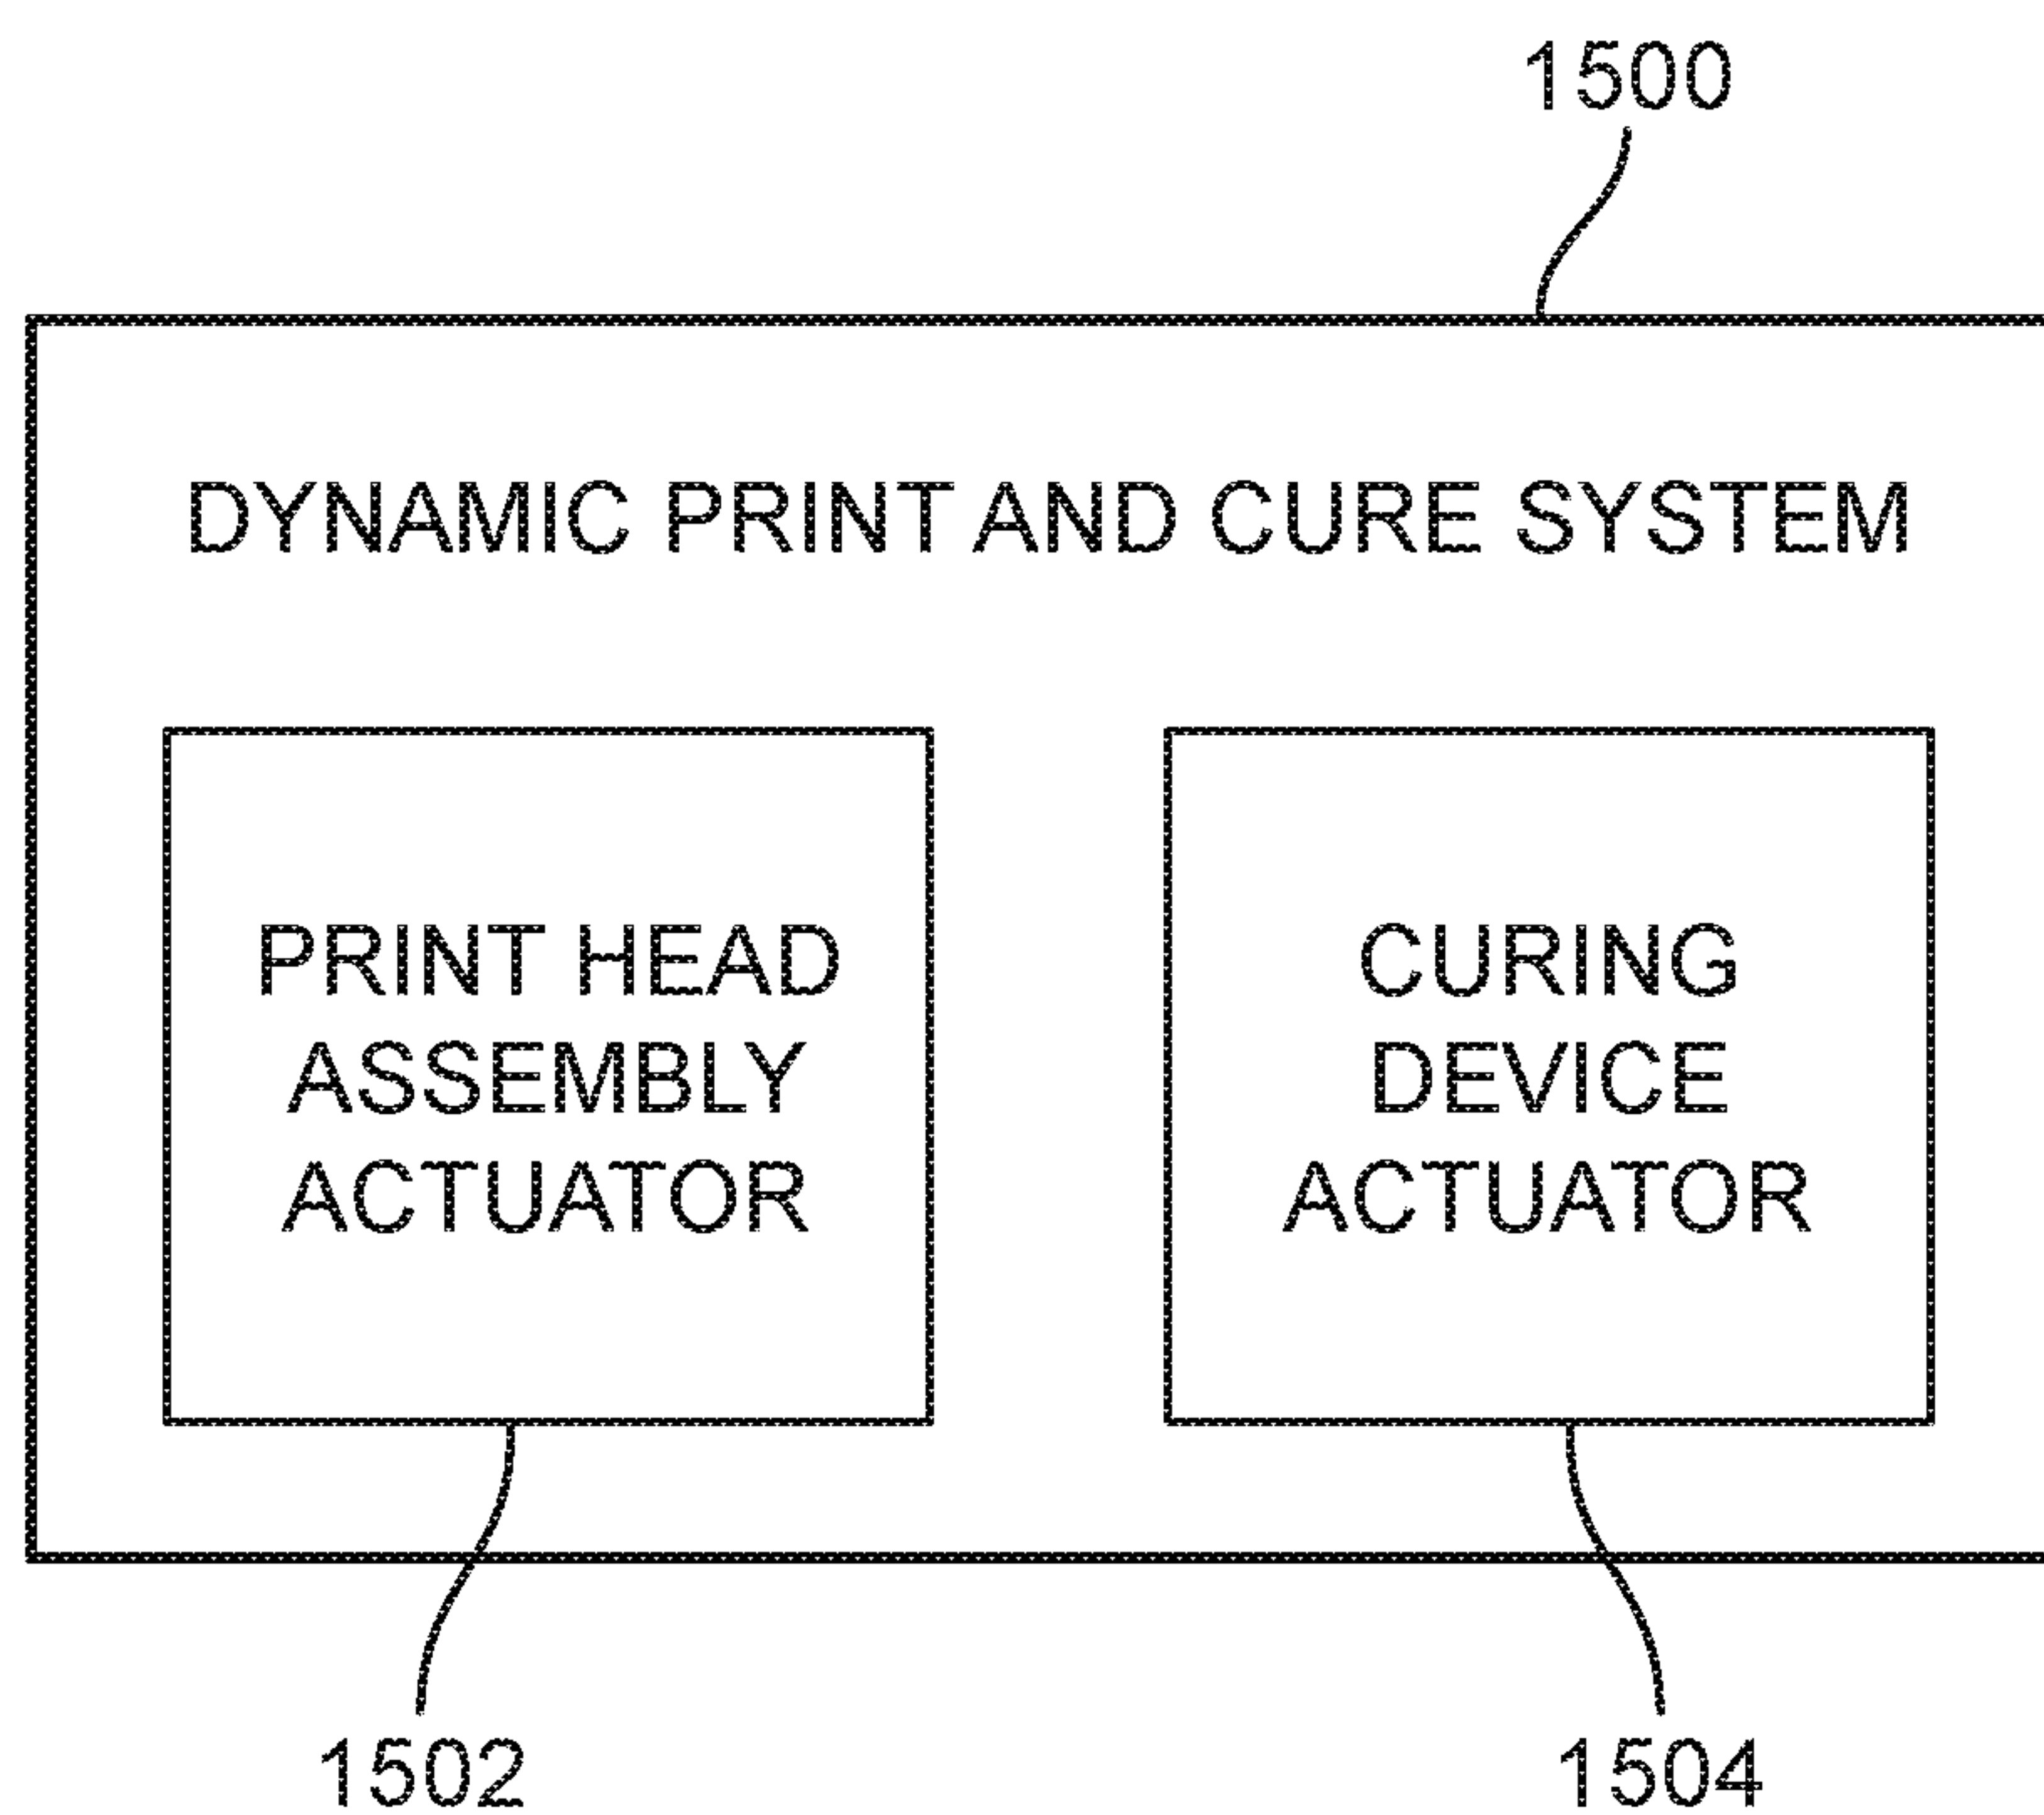 1500
DYNAMIC PRINT AND CURE SYSTEM
PRINT HEAD
ASSEMBLY
ACTUATOR
CURING
DEVICE
ACTUATOR
1502
1504